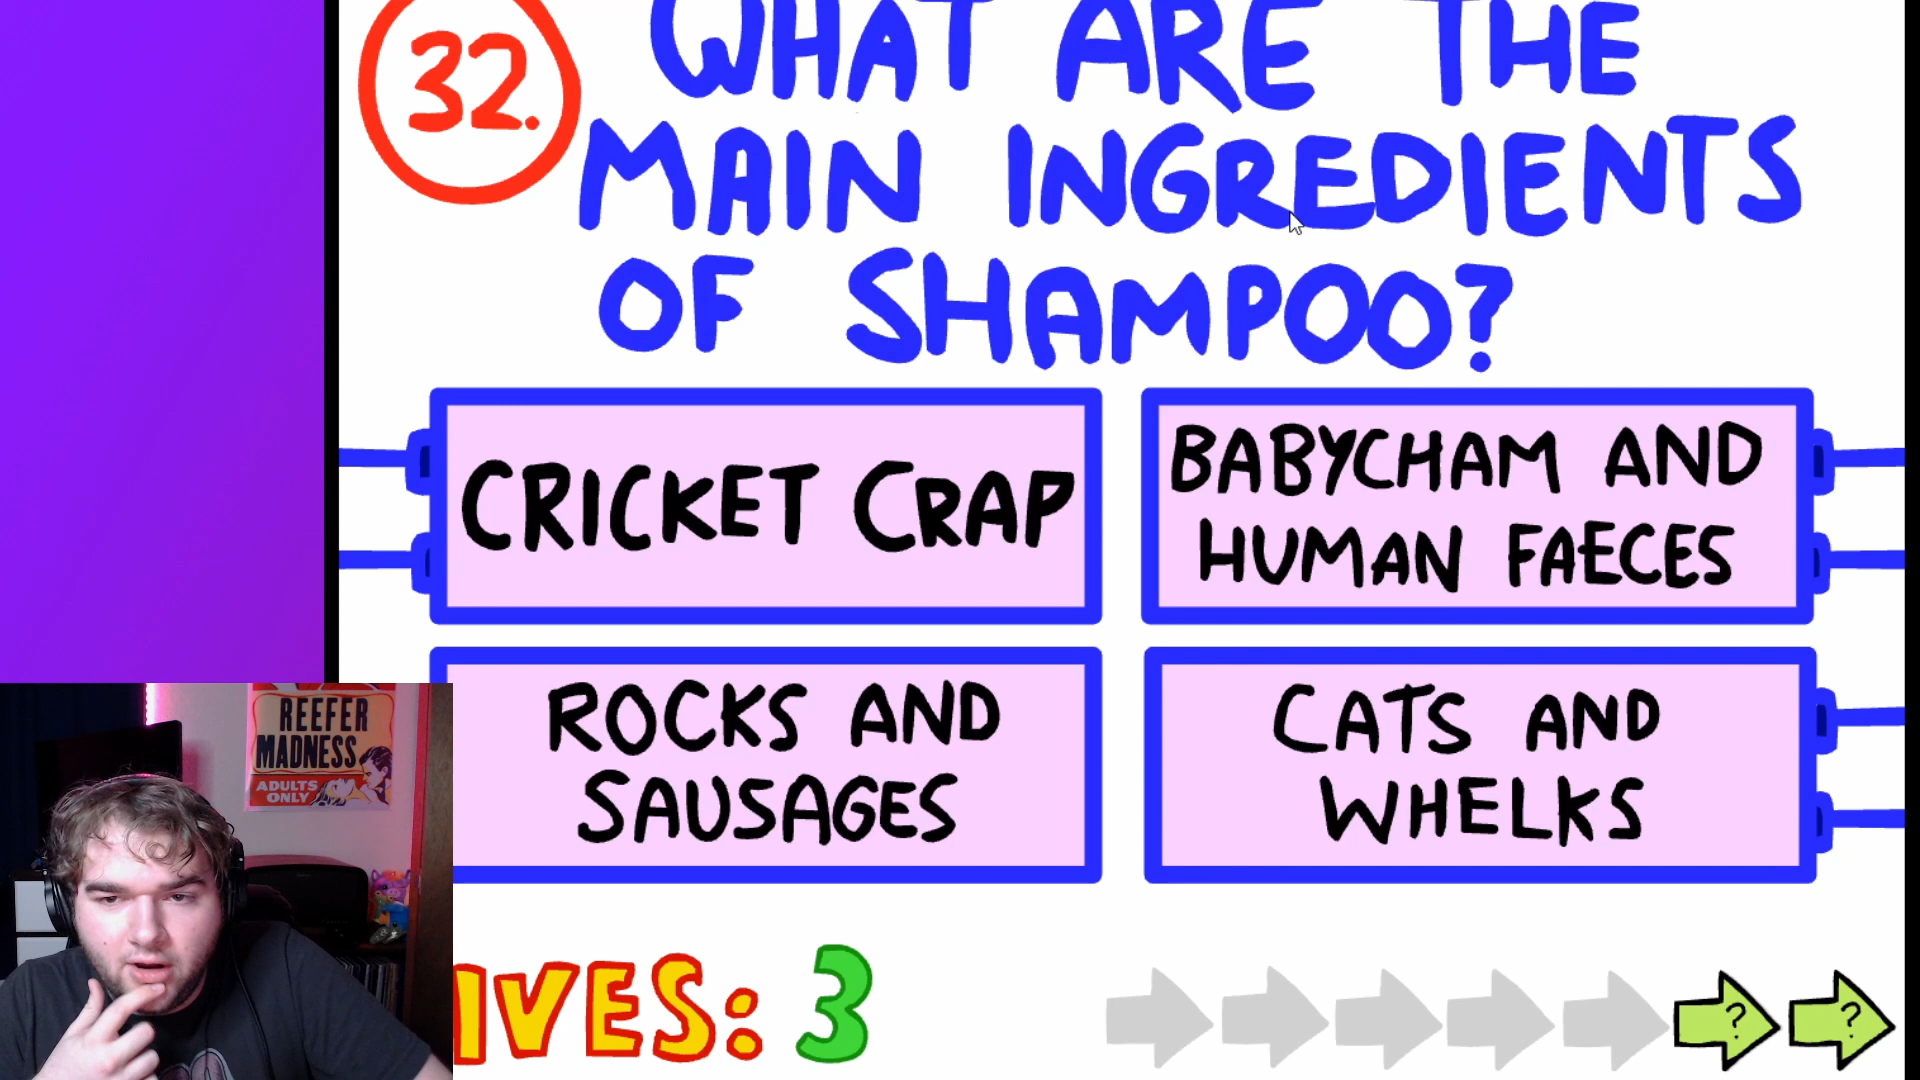 32.
WHAT ARE THE
MAIN INGREDIENTS
OF SHAMPOO?
CRICKET CRAP
BABYCHAM AND
HUMAN FAECES
ROCKS AND
SAUSAGES
CATS AND
WHELKS
REEFER
MADNESS
ADULTS
ONLY
IVES: 3
? ?